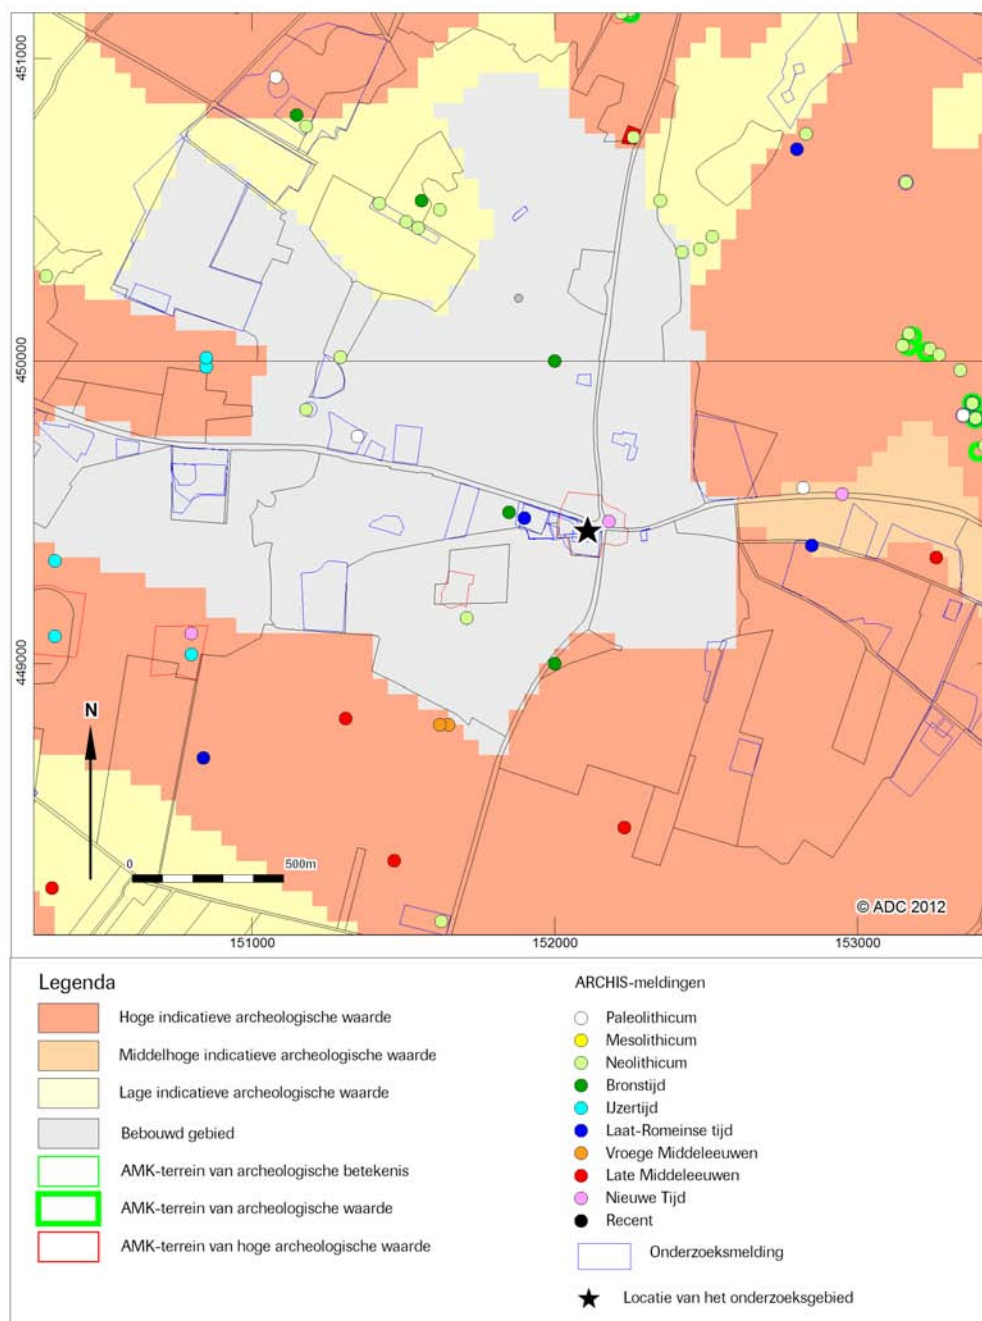 451000
450000
449000
N
0 500m
© ADC 2012
151000 152000 153000
Legenda
Hoge indicatieve archeologische waarde
Middelhoge indicatieve archeologische waarde
Lage indicatieve archeologische waarde
Bebouwd gebied
AMK-terrein van archeologische betekenis
AMK-terrein van archeologische waarde
AMK-terrein van hoge archeologische waarde
ARCHIS-meldingen
Paleolithicum
Mesolithicum
Neolithicum
Bronstijd
IJzertijd
Laat-Romeinse tijd
Vroege Middeleeuwen
Late Middeleeuwen
Nieuwe Tijd
Recent
Onderzoeksmelding
Locatie van het onderzoeksgebied